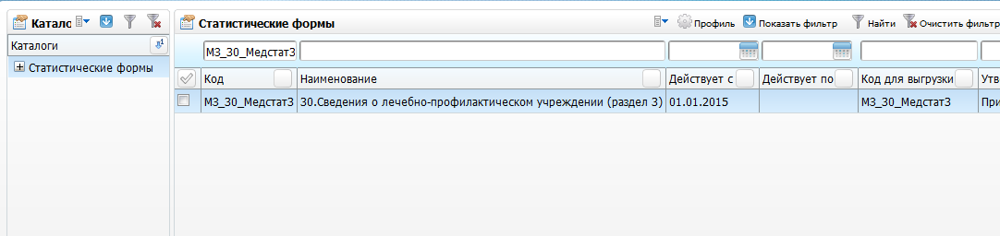 Катало
Каталоги
Статистические формы
Статистические формы
Профиль Показать фильтр Найти Очистить фильтр
МЗ_30_Медстат3
Код Наименование Действует с Действует по Код для выгрузки Утв
МЗ_30_Медстат3 30.Сведения о лечебно-профилактическом учреждении (раздел 3) 01.01.2015 МЗ_30_Медстат3 При